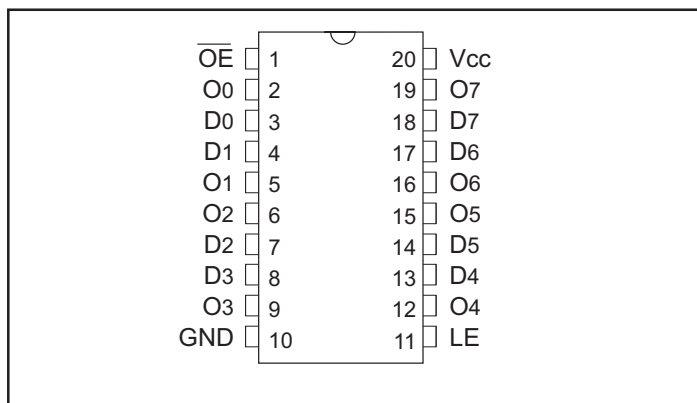 O̅E̅ 1 20 Vcc
O0 2 19 O7
D0 3 18 D7
D1 4 17 D6
O1 5 16 O6
O2 6 15 O5
D2 7 14 D5
D3 8 13 D4
O3 9 12 O4
GND 10 11 LE